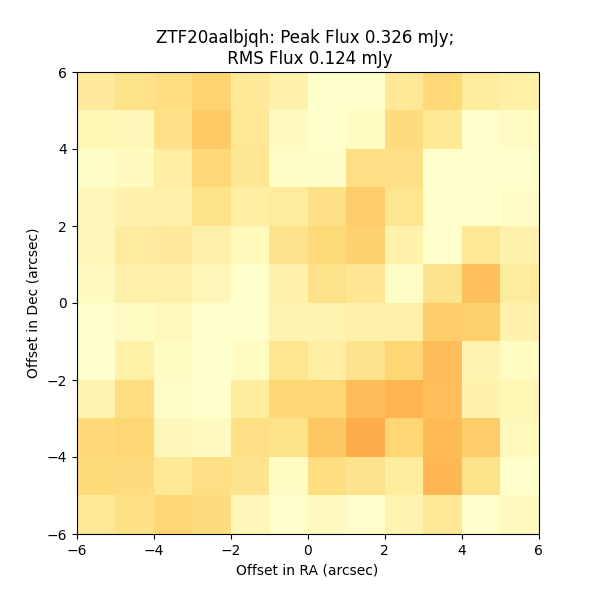 ZTF20aalbjqh: Peak Flux 0.326 mJy;
RMS Flux 0.124 mJy
6
4
2
0
−2
−4
−6
Offset in Dec (arcsec)
−6 −4 −2 0 2 4 6
Offset in RA (arcsec)